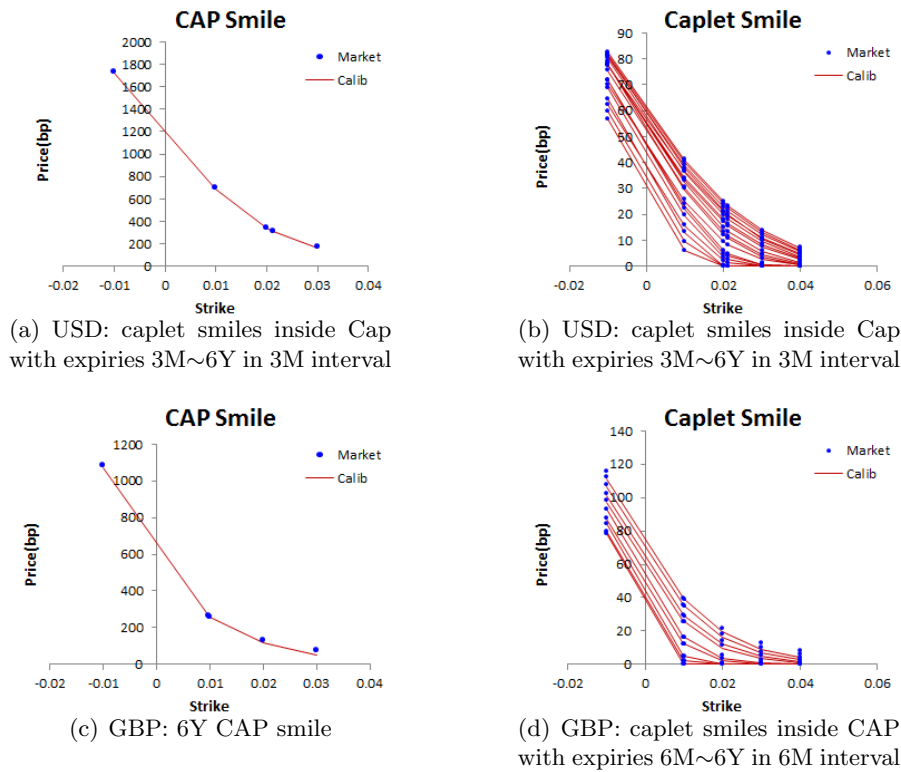 CAP Smile
2000
1800
1600
1400
1200
1000
800
600
400
200
0
-0.02 -0.01 0 0.01 0.02 0.03 0.04
Price(bp)
Strike
Market
Calib
(a) USD: caplet smiles inside Cap
with expiries 3M~6Y in 3M interval
Caplet Smile
90
80
70
60
50
40
30
20
10
0
-0.02 0 0.02 0.04 0.06
Price(bp)
Strike
Market
Calib
(b) USD: caplet smiles inside Cap
with expiries 3M~6Y in 3M interval
CAP Smile
1200
1000
800
600
400
200
0
-0.02 -0.01 0 0.01 0.02 0.03 0.04
Price(bp)
Strike
Market
Calib
(c) GBP: 6Y CAP smile
Caplet Smile
140
120
100
80
60
40
20
0
-0.02 0 0.02 0.04 0.06
Price(bp)
Strike
Market
Calib
(d) GBP: caplet smiles inside CAP
with expiries 6M~6Y in 6M interval